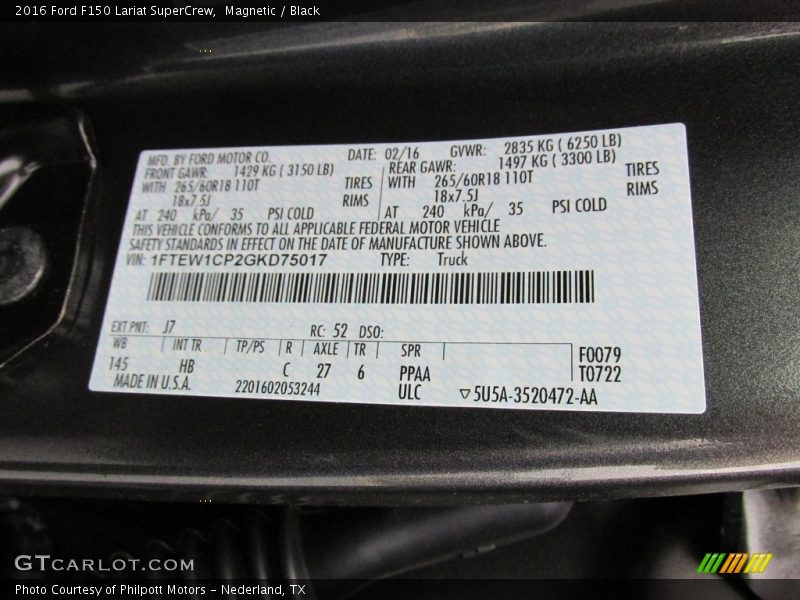 2016 Ford F150 Lariat SuperCrew, Magnetic / Black
MFD. BY FORD MOTOR CO. DATE: 02/16 GVWR: 2835 KG ( 6250 LB)
FRONT GAWR: 1429 KG ( 3150 LB) REAR GAWR: 1497 KG ( 3300 LB)
WITH 265/60R18 110T TIRES WITH 265/60R18 110T TIRES
18x7.5J RIMS 18x7.5J RIMS
AT 240 kPa/ 35 PSI COLD AT 240 kPa/ 35 PSI COLD
THIS VEHICLE CONFORMS TO ALL APPLICABLE FEDERAL MOTOR VEHICLE
SAFETY STANDARDS IN EFFECT ON THE DATE OF MANUFACTURE SHOWN ABOVE.
VIN: 1FTEW1CP2GKD75017 TYPE: Truck
EXT PNT: J7 RC: 52 DSO:
WB INT TR TP/PS R AXLE TR SPR F0079
145 HB C 27 6 PPAA T0722
MADE IN U.S.A. 2201602053244 ULC ▽5U5A-3520472-AA
GTCARLOT.COM
Photo Courtesy of Philpott Motors - Nederland, TX